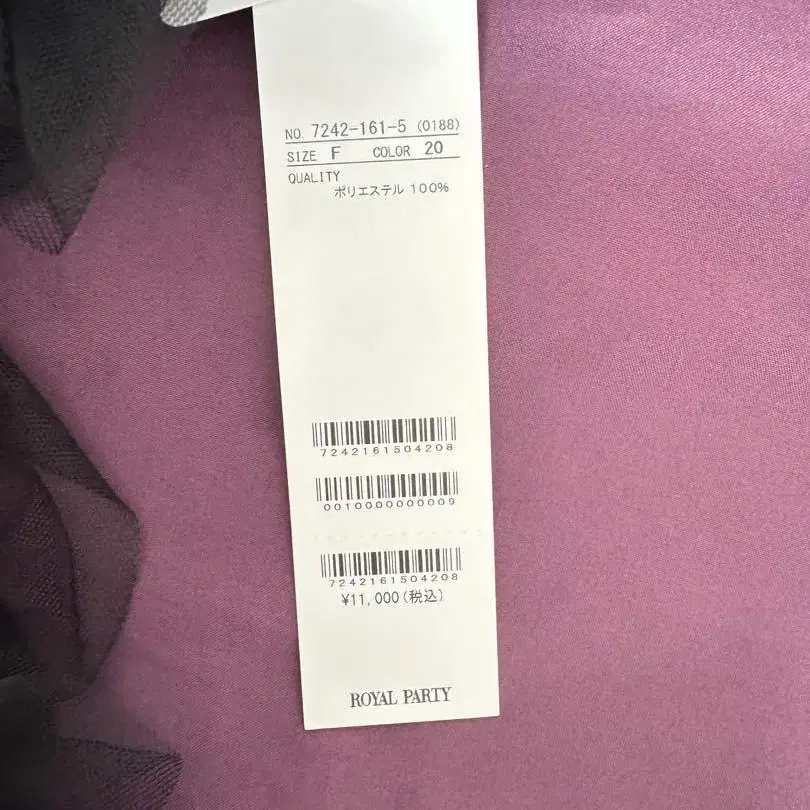 NO. 7242-161-5 (0188)
SIZE F COLOR 20
QUALITY
ポリエステル 100%
7242161504208
0010000000009
7242161504208
¥11,000(税込)
ROYAL PARTY